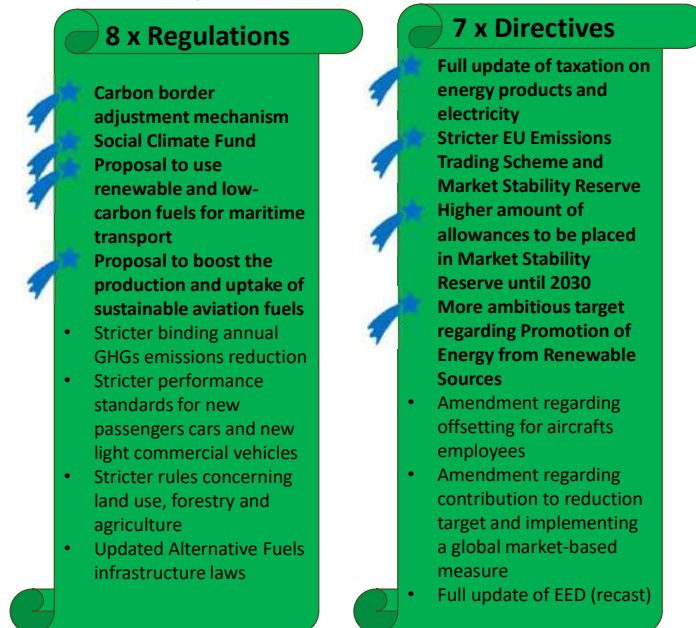 8 x Regulations
Carbon border
adjustment mechanism
Social Climate Fund
Proposal to use
renewable and low-
carbon fuels for maritime
transport
Proposal to boost the
production and uptake of
sustainable aviation fuels
• Stricter binding annual
GHGs emissions reduction
• Stricter performance
standards for new
passengers cars and new
light commercial vehicles
• Stricter rules concerning
land use, forestry and
agriculture
• Updated Alternative Fuels
infrastructure laws
7 x Directives
Full update of taxation on
energy products and
electricity
Stricter EU Emissions
Trading Scheme and
Market Stability Reserve
Higher amount of
allowances to be placed
in Market Stability
Reserve until 2030
More ambitious target
regarding Promotion of
Energy from Renewable
Sources
• Amendment regarding
offsetting for aircrafts
employees
• Amendment regarding
contribution to reduction
target and implementing
a global market-based
measure
• Full update of EED (recast)